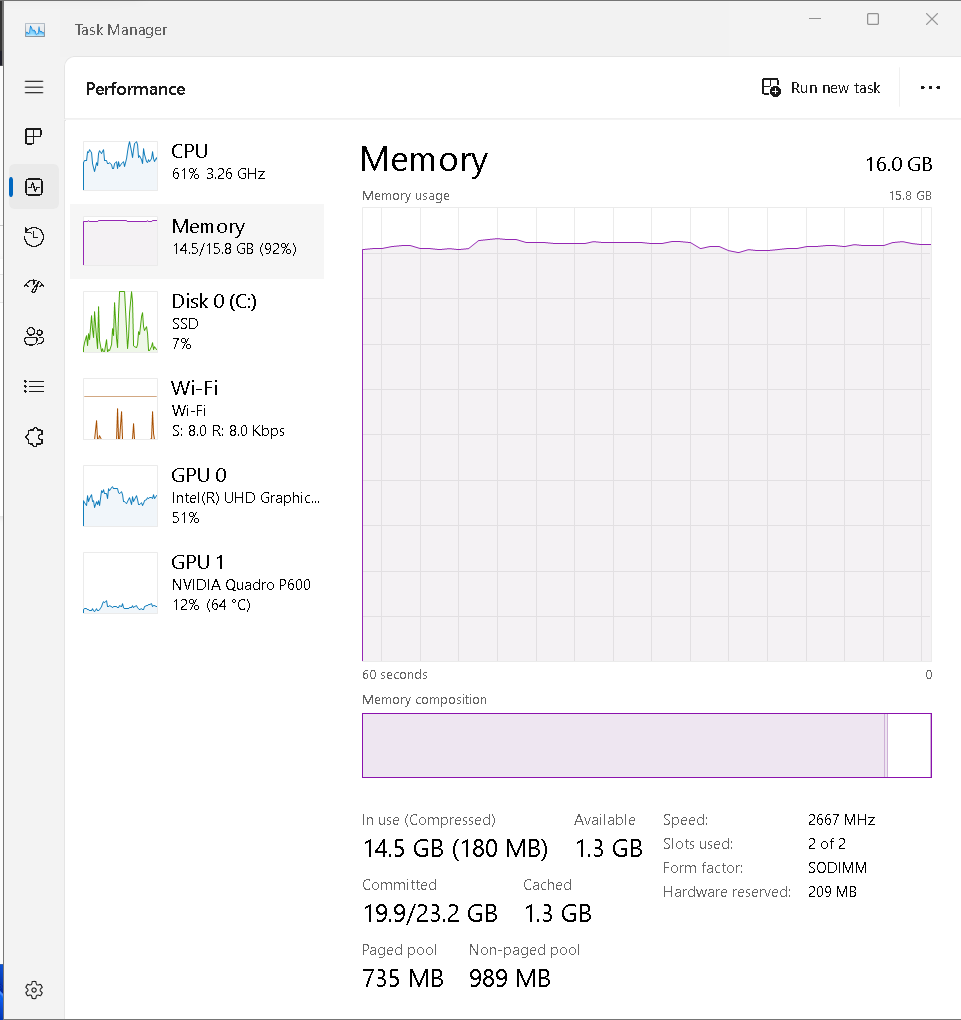 Task Manager
Performance
Run new task
CPU
61% 3.26 GHz
Memory
14.5/15.8 GB (92%)
Disk 0 (C:)
SSD
7%
Wi-Fi
Wi-Fi
S: 8.0 R: 8.0 Kbps
GPU 0
Intel(R) UHD Graphic...
51%
GPU 1
NVIDIA Quadro P600
12% (64 °C)
Memory 16.0 GB
Memory usage 15.8 GB
60 seconds 0
Memory composition
In use (Compressed) Available
14.5 GB (180 MB) 1.3 GB
Committed Cached
19.9/23.2 GB 1.3 GB
Paged pool Non-paged pool
735 MB 989 MB
Speed: 2667 MHz
Slots used: 2 of 2
Form factor: SODIMM
Hardware reserved: 209 MB